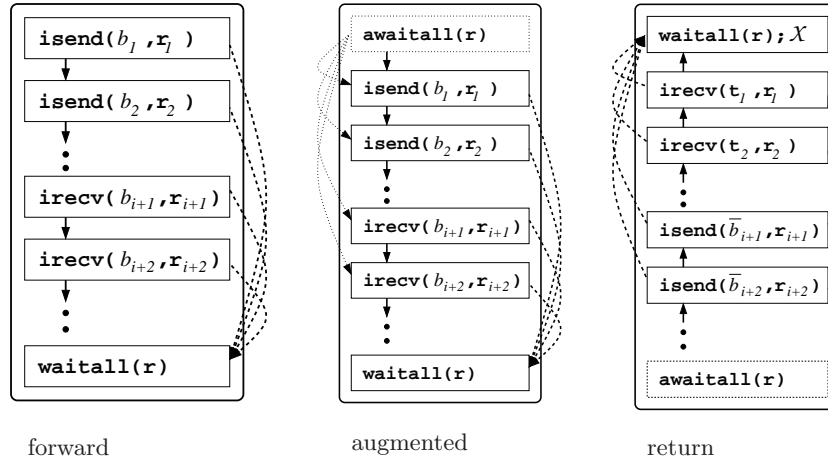 isend(b₁,r₁)
isend(b₂,r₂)
irecv(bᵢ₊₁,rᵢ₊₁)
irecv(bᵢ₊₂,rᵢ₊₂)
waitall(r)
forward
awaitall(r)
isend(b₁,r₁)
isend(b₂,r₂)
irecv(bᵢ₊₁,rᵢ₊₁)
irecv(bᵢ₊₂,rᵢ₊₂)
waitall(r)
augmented
waitall(r); X
irecv(t₁,r₁)
irecv(t₂,r₂)
isend(b̅ᵢ₊₁,rᵢ₊₁)
isend(b̅ᵢ₊₂,rᵢ₊₂)
awaitall(r)
return